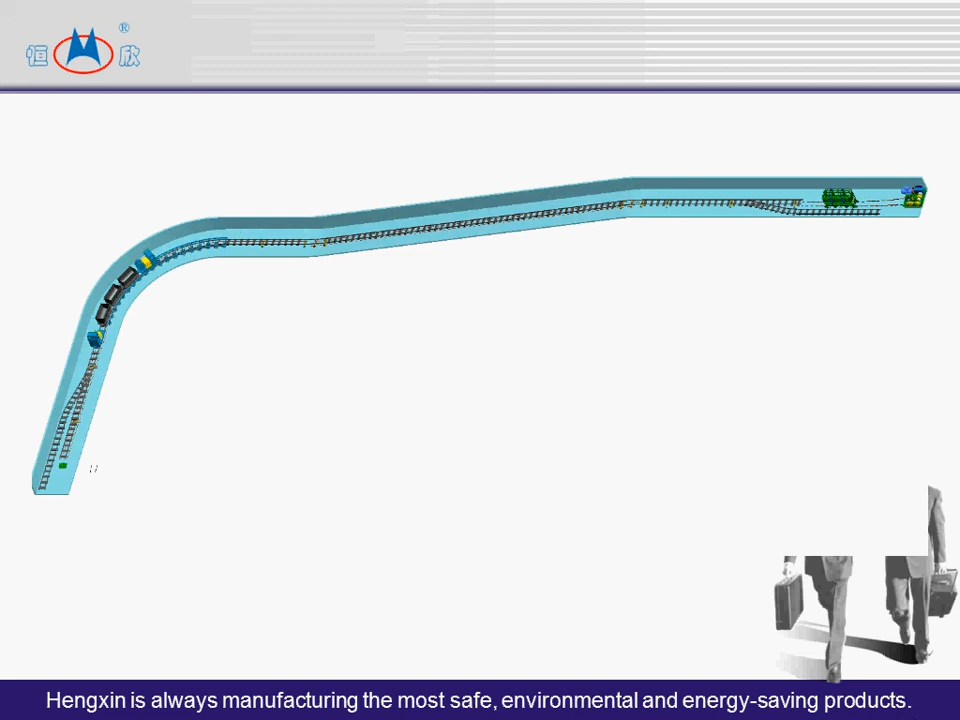 恒 欣 ®
Hengxin is always manufacturing the most safe, environmental and energy-saving products.